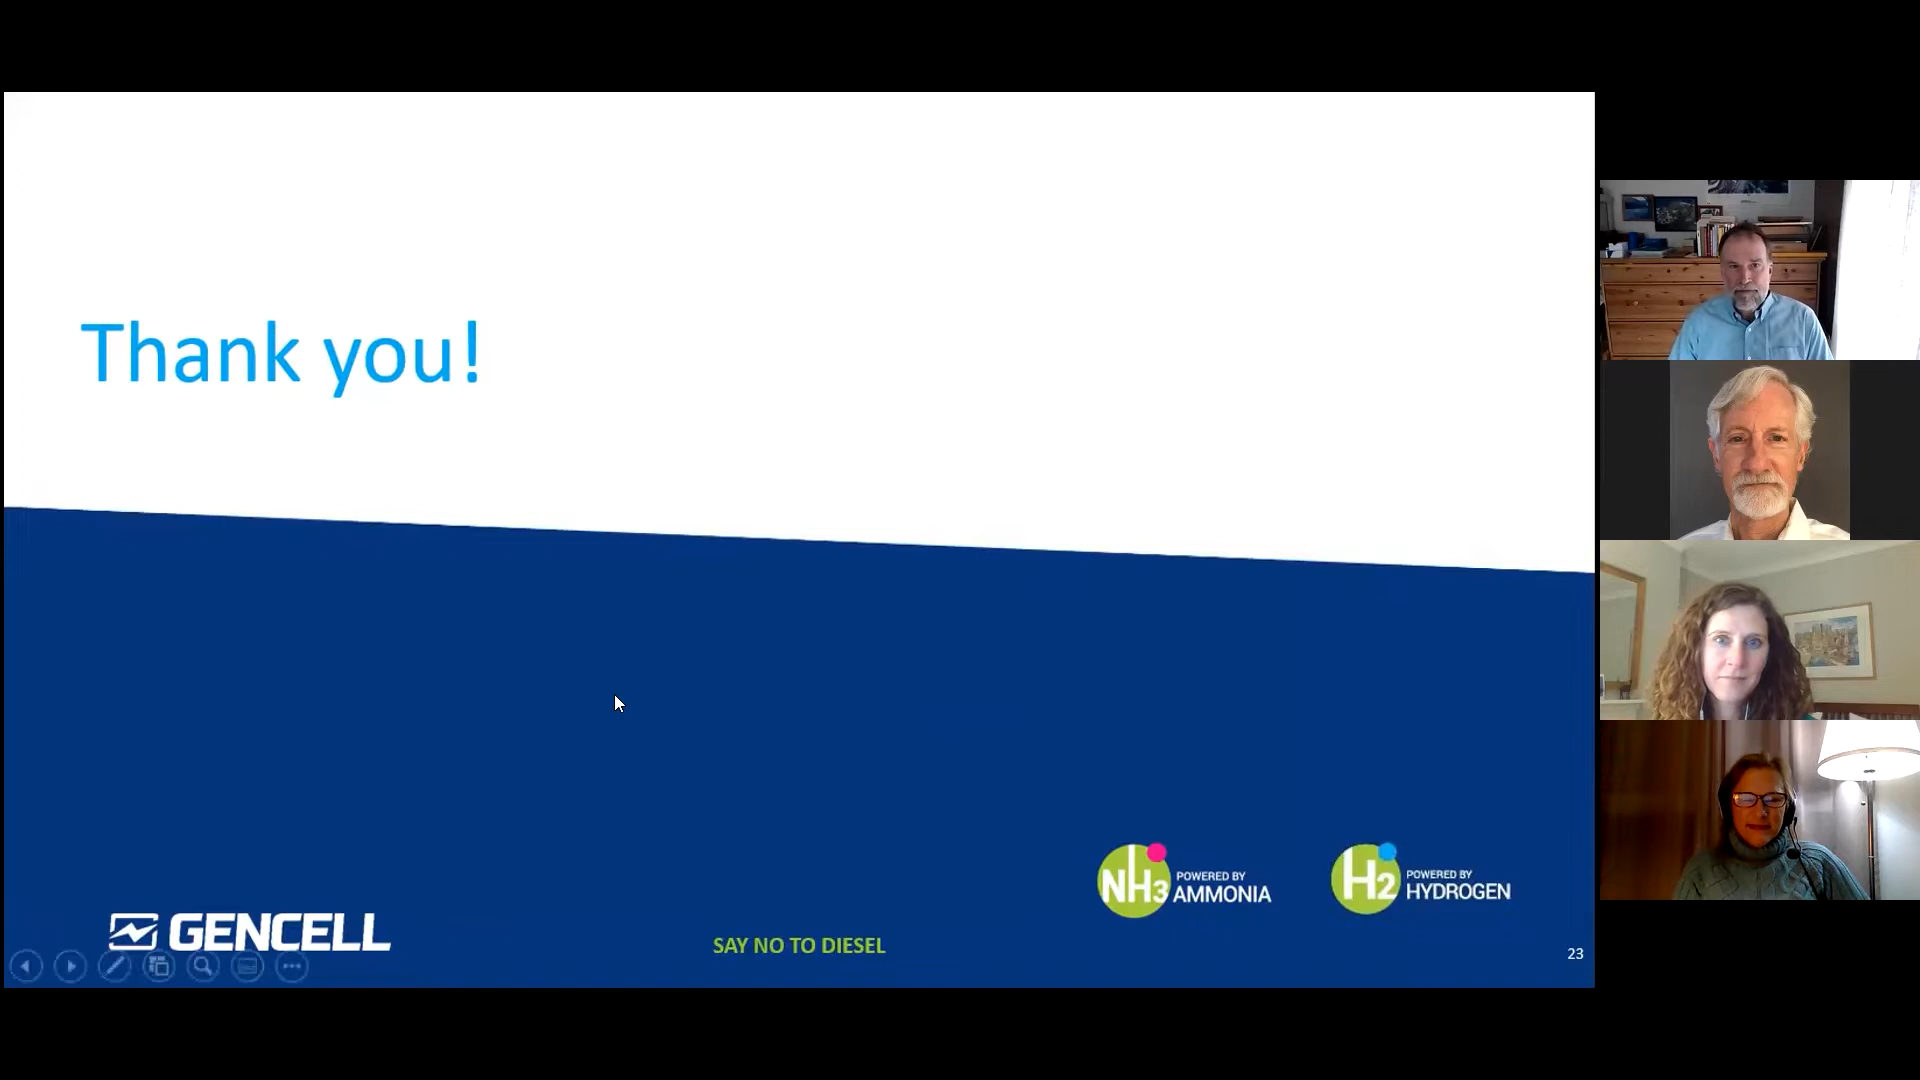 Thank you!
NH3 POWERED BY AMMONIA
H2 POWERED BY HYDROGEN
GENCELL
SAY NO TO DIESEL
23